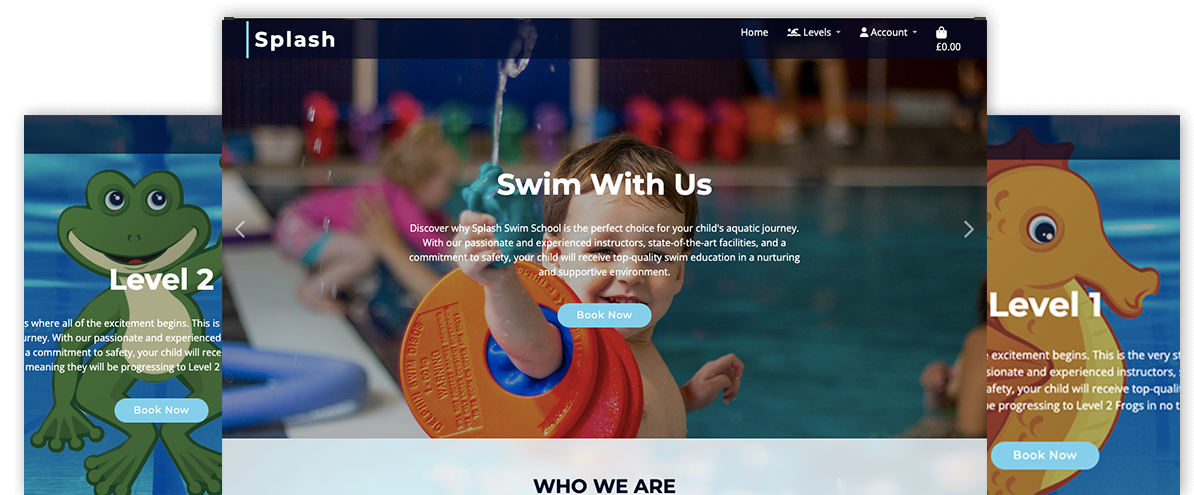 Splash
Home
Levels
Account
£0.00
Swim With Us
Discover why Splash Swim School is the perfect choice for your child's aquatic journey.
With our passionate and experienced instructors, state-of-the-art facilities, and a
commitment to safety, your child will receive top-quality swim education in a nurturing
and supportive environment.
Book Now
WHO WE ARE
Level 2
s where all of the excitement begins. This is
urney. With our passionate and experienced
a commitment to safety, your child will rece
meaning they will be progressing to Level 2
Book Now
Level 1
excitement begins. This is the very st
sionate and experienced instructors,
afety, your child will receive top-quali
be progressing to Level 2 Frogs in no t
Book Now